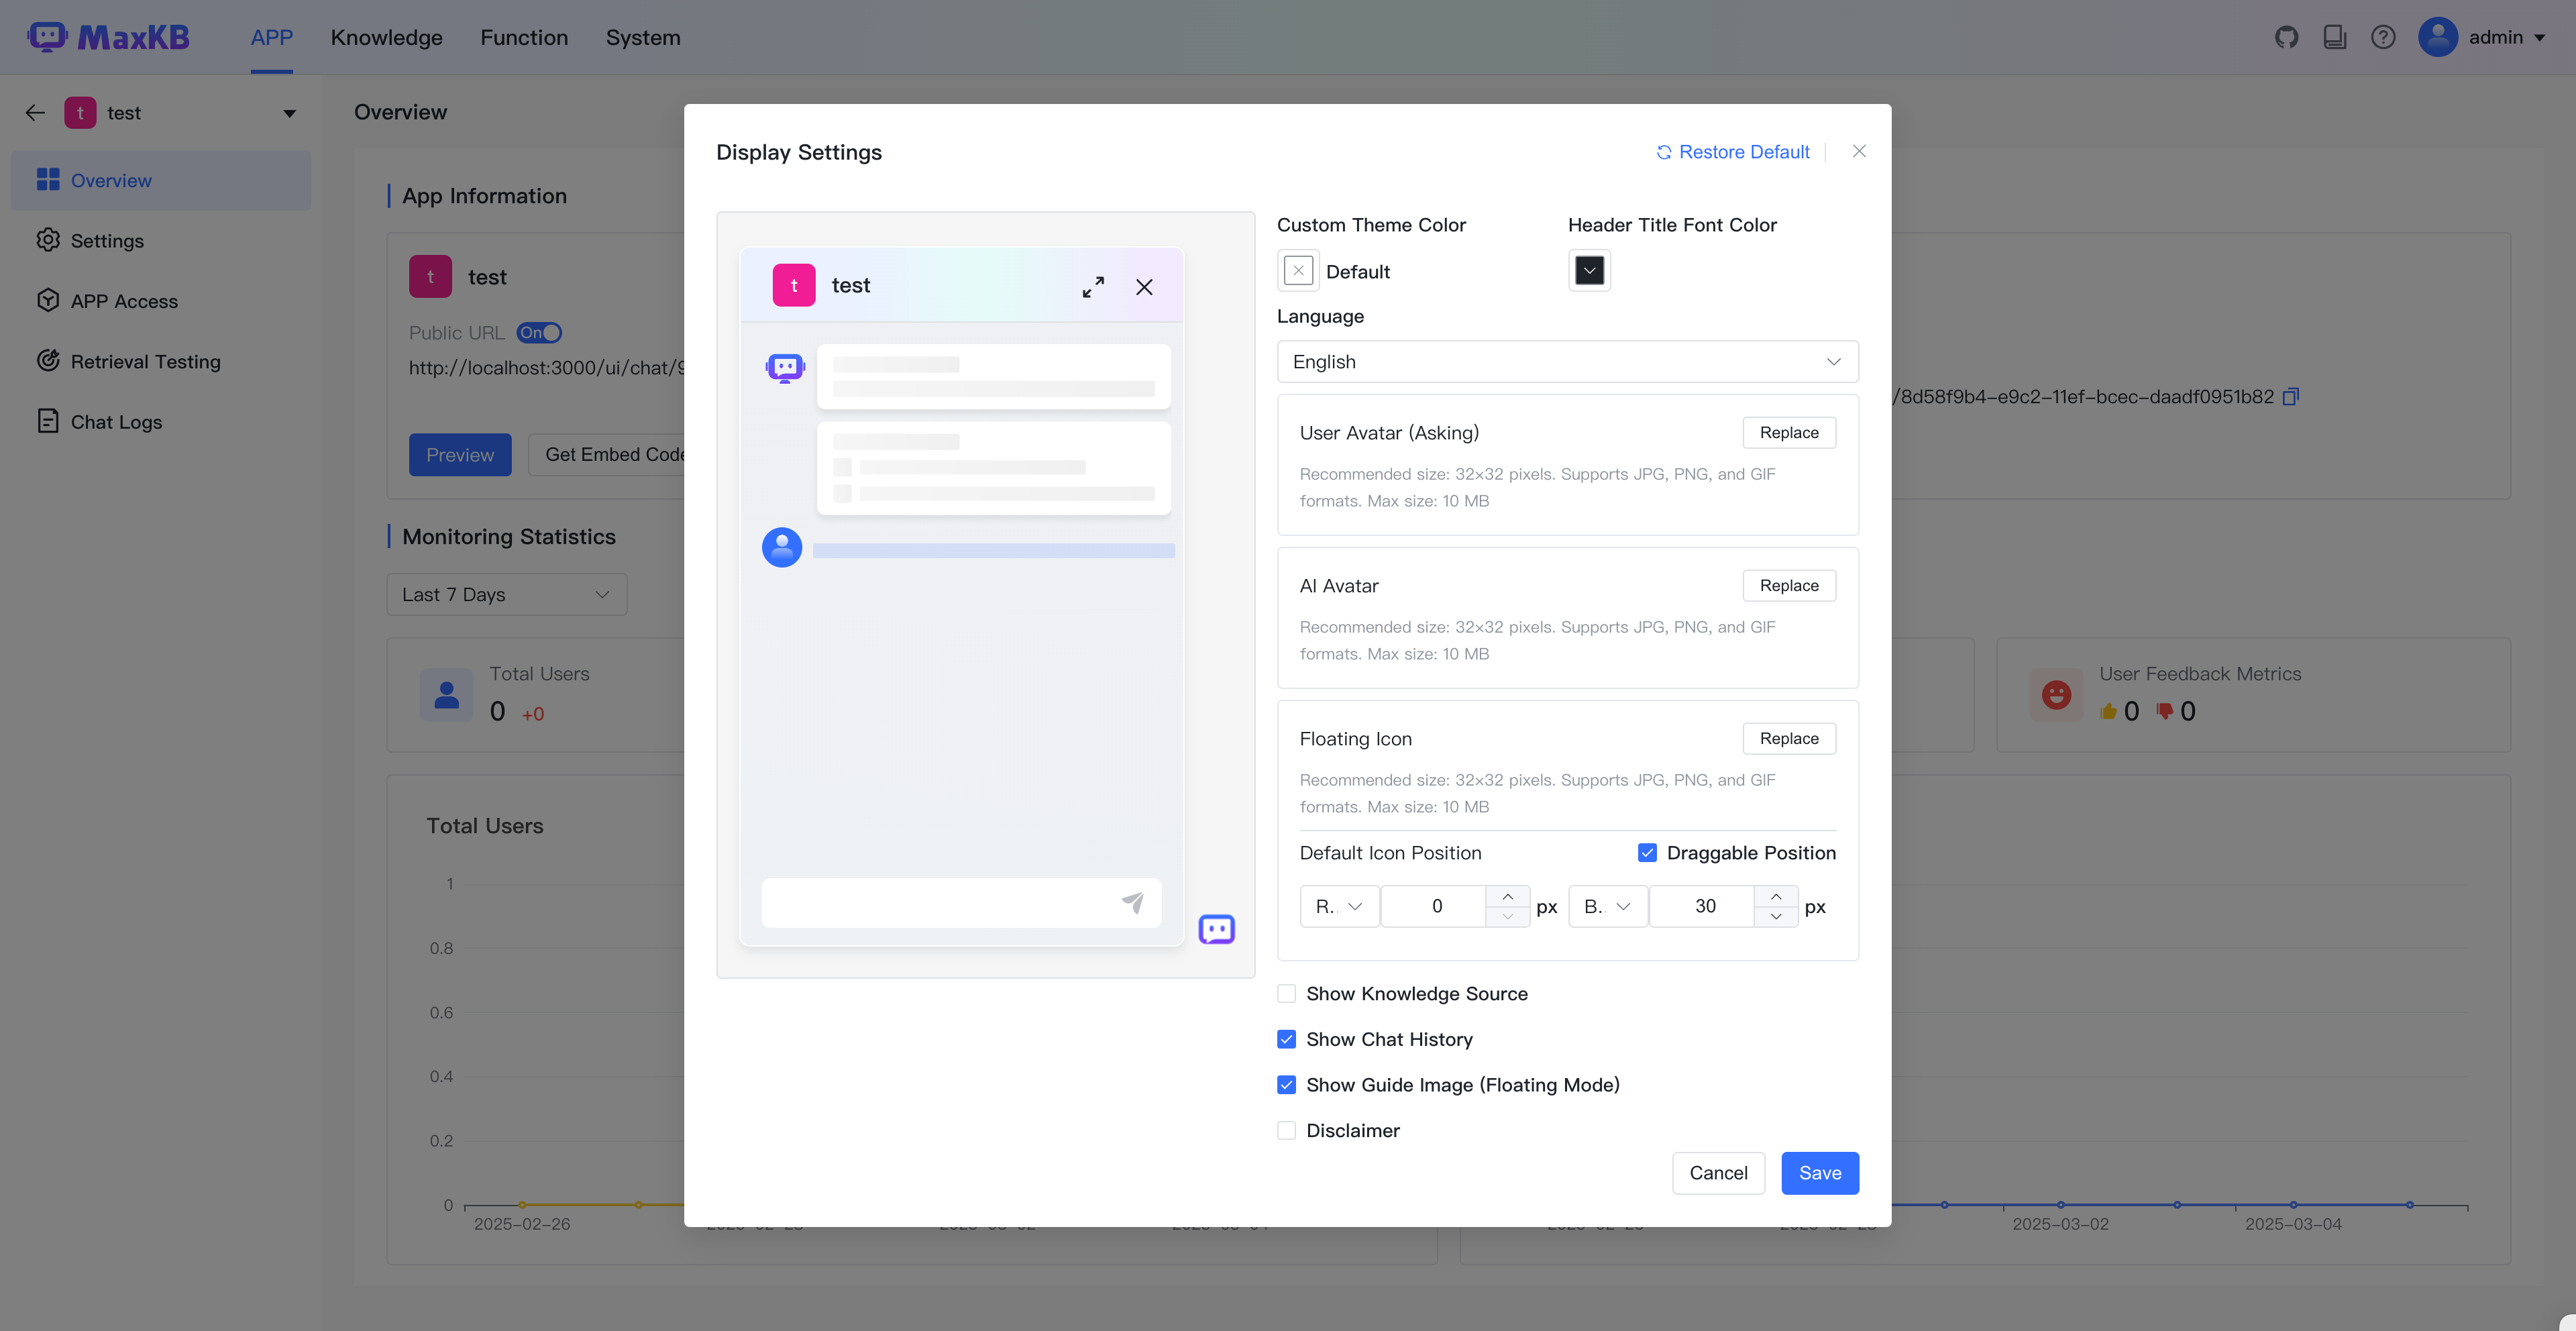 MaxKB
APP
Knowledge
Function
System
admin
t
test
Overview
Settings
APP Access
Retrieval Testing
Chat Logs
Overview
App Information
t
test
Public URL
On
http://localhost:3000/ui/chat/9
/8d58f9b4-e9c2-11ef-bcec-daadf0951b82
Preview
Get Embed Code
Monitoring Statistics
Last 7 Days
Total Users
0 +0
User Feedback Metrics
0
0
Total Users
1
0.8
0.6
0.4
0.2
0
2025-02-26
2025-03-02
2025-03-04
Display Settings
Restore Default
t
test
Custom Theme Color
Default
Header Title Font Color
Language
English
User Avatar (Asking)
Replace
Recommended size: 32×32 pixels. Supports JPG, PNG, and GIF
formats. Max size: 10 MB
AI Avatar
Replace
Recommended size: 32×32 pixels. Supports JPG, PNG, and GIF
formats. Max size: 10 MB
Floating Icon
Replace
Recommended size: 32×32 pixels. Supports JPG, PNG, and GIF
formats. Max size: 10 MB
Default Icon Position
Draggable Position
R.. 0 px B.. 30 px
Show Knowledge Source
Show Chat History
Show Guide Image (Floating Mode)
Disclaimer
Cancel
Save